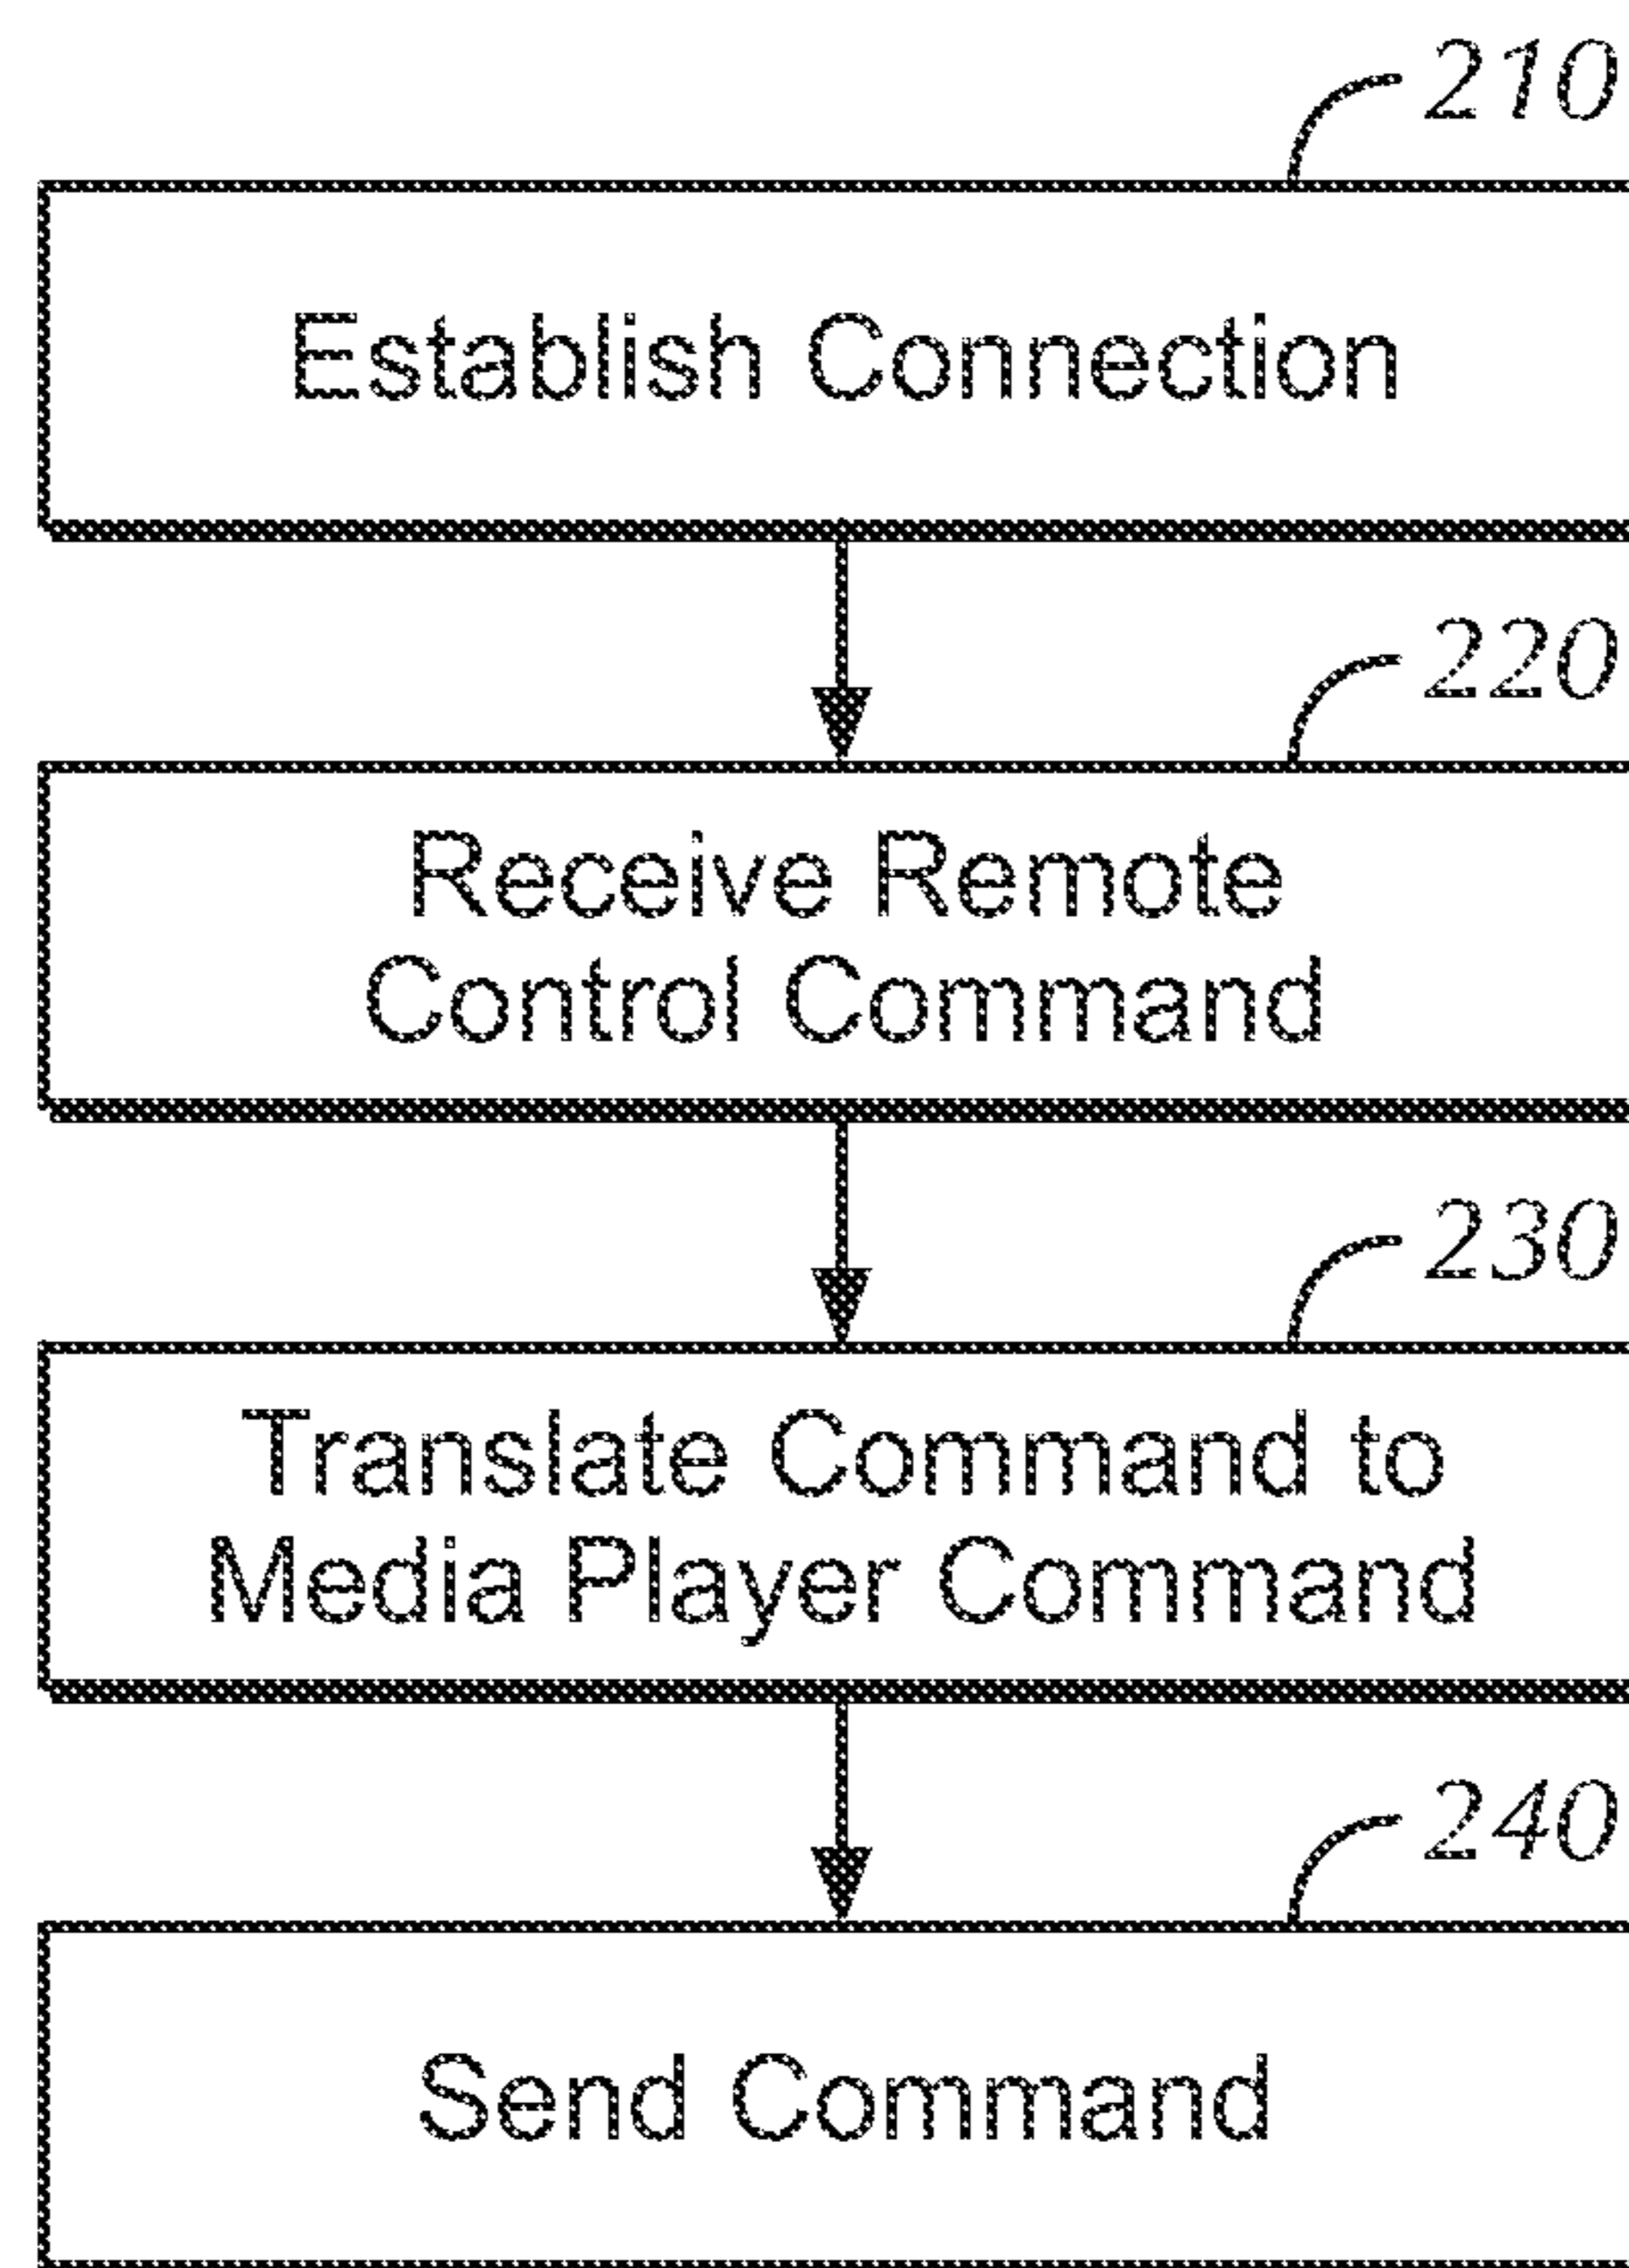 210
Establish Connection
220
Receive Remote
Control Command
230
Translate Command to
Media Player Command
240
Send Command